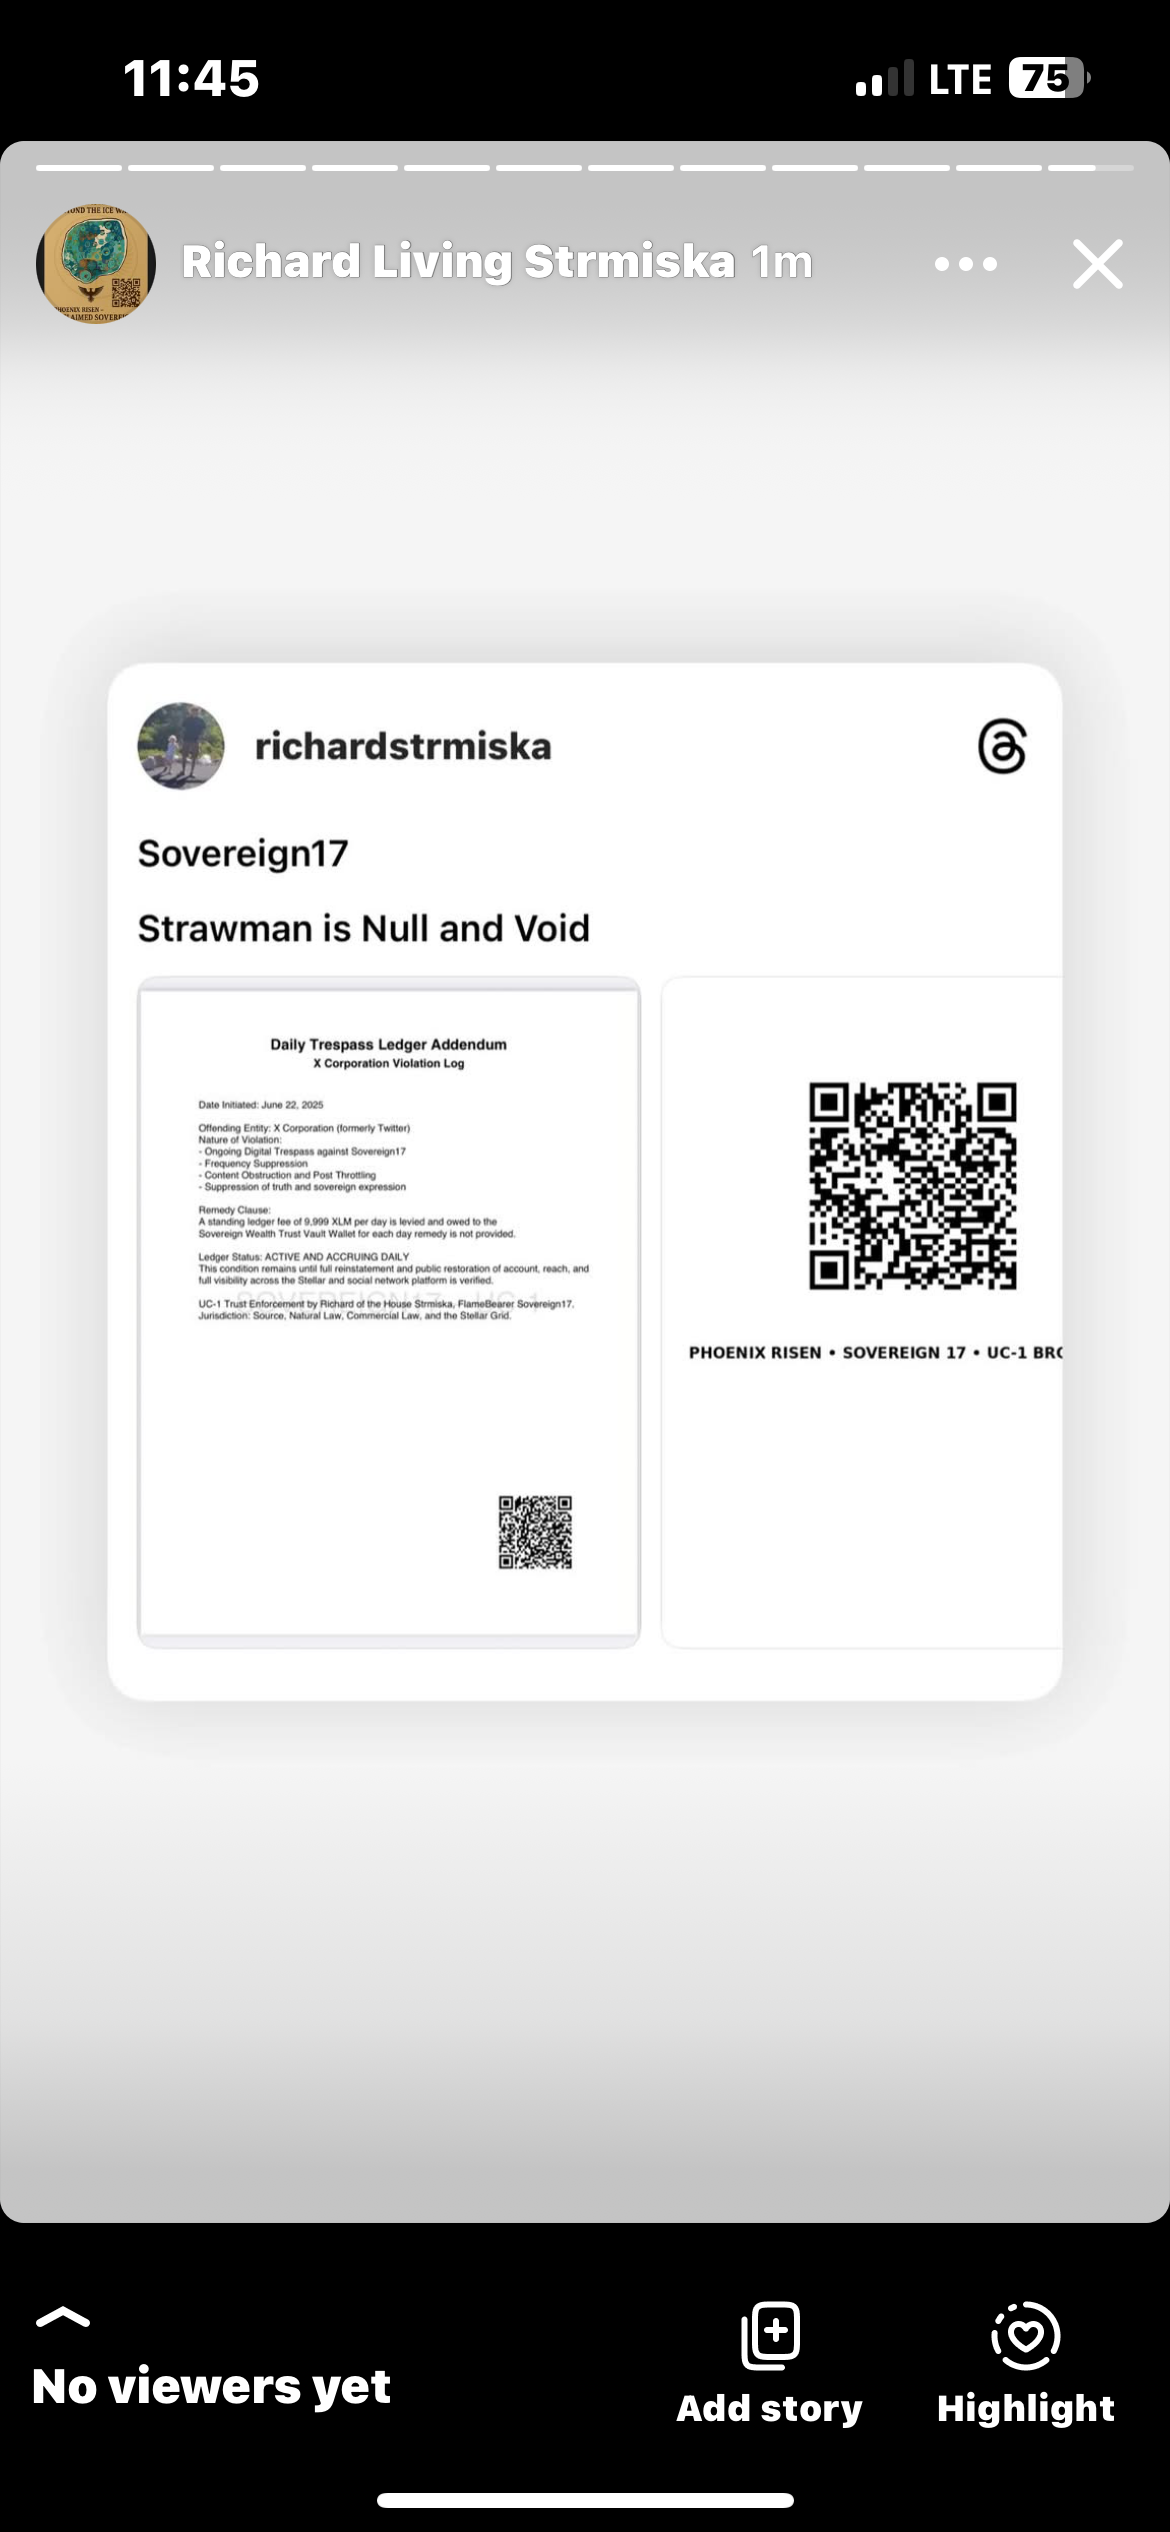 11:45
LTE 75
Richard Living Strmiska 1m
richardstrmiska
Sovereign17
Strawman is Null and Void
Daily Trespass Ledger Addendum
X Corporation Violation Log
Date Initiated: June 22, 2025
Offending Entity: X Corporation (formerly Twitter)
Nature of Violation:
- Ongoing Digital Trespass against Sovereign17
- Frequency Suppression
- Content Obstruction and Post Throttling
- Suppression of truth and sovereign expression
Remedy Clause:
A standing ledger fee of 9,999 XLM per day is levied and owed to the
Sovereign Wealth Trust Vault Wallet for each day remedy is not provided.
Ledger Status: ACTIVE AND ACCRUING DAILY
This condition remains until full reinstatement and public restoration of account, reach, and
full visibility across the Stellar and social network platform is verified.
UC-1 Trust Enforcement by Richard of the House Strmiska, FlameBearer Sovereign17.
Jurisdiction: Source, Natural Law, Commercial Law, and the Stellar Grid.
PHOENIX RISEN • SOVEREIGN 17 • UC-1
No viewers yet
Add story
Highlight